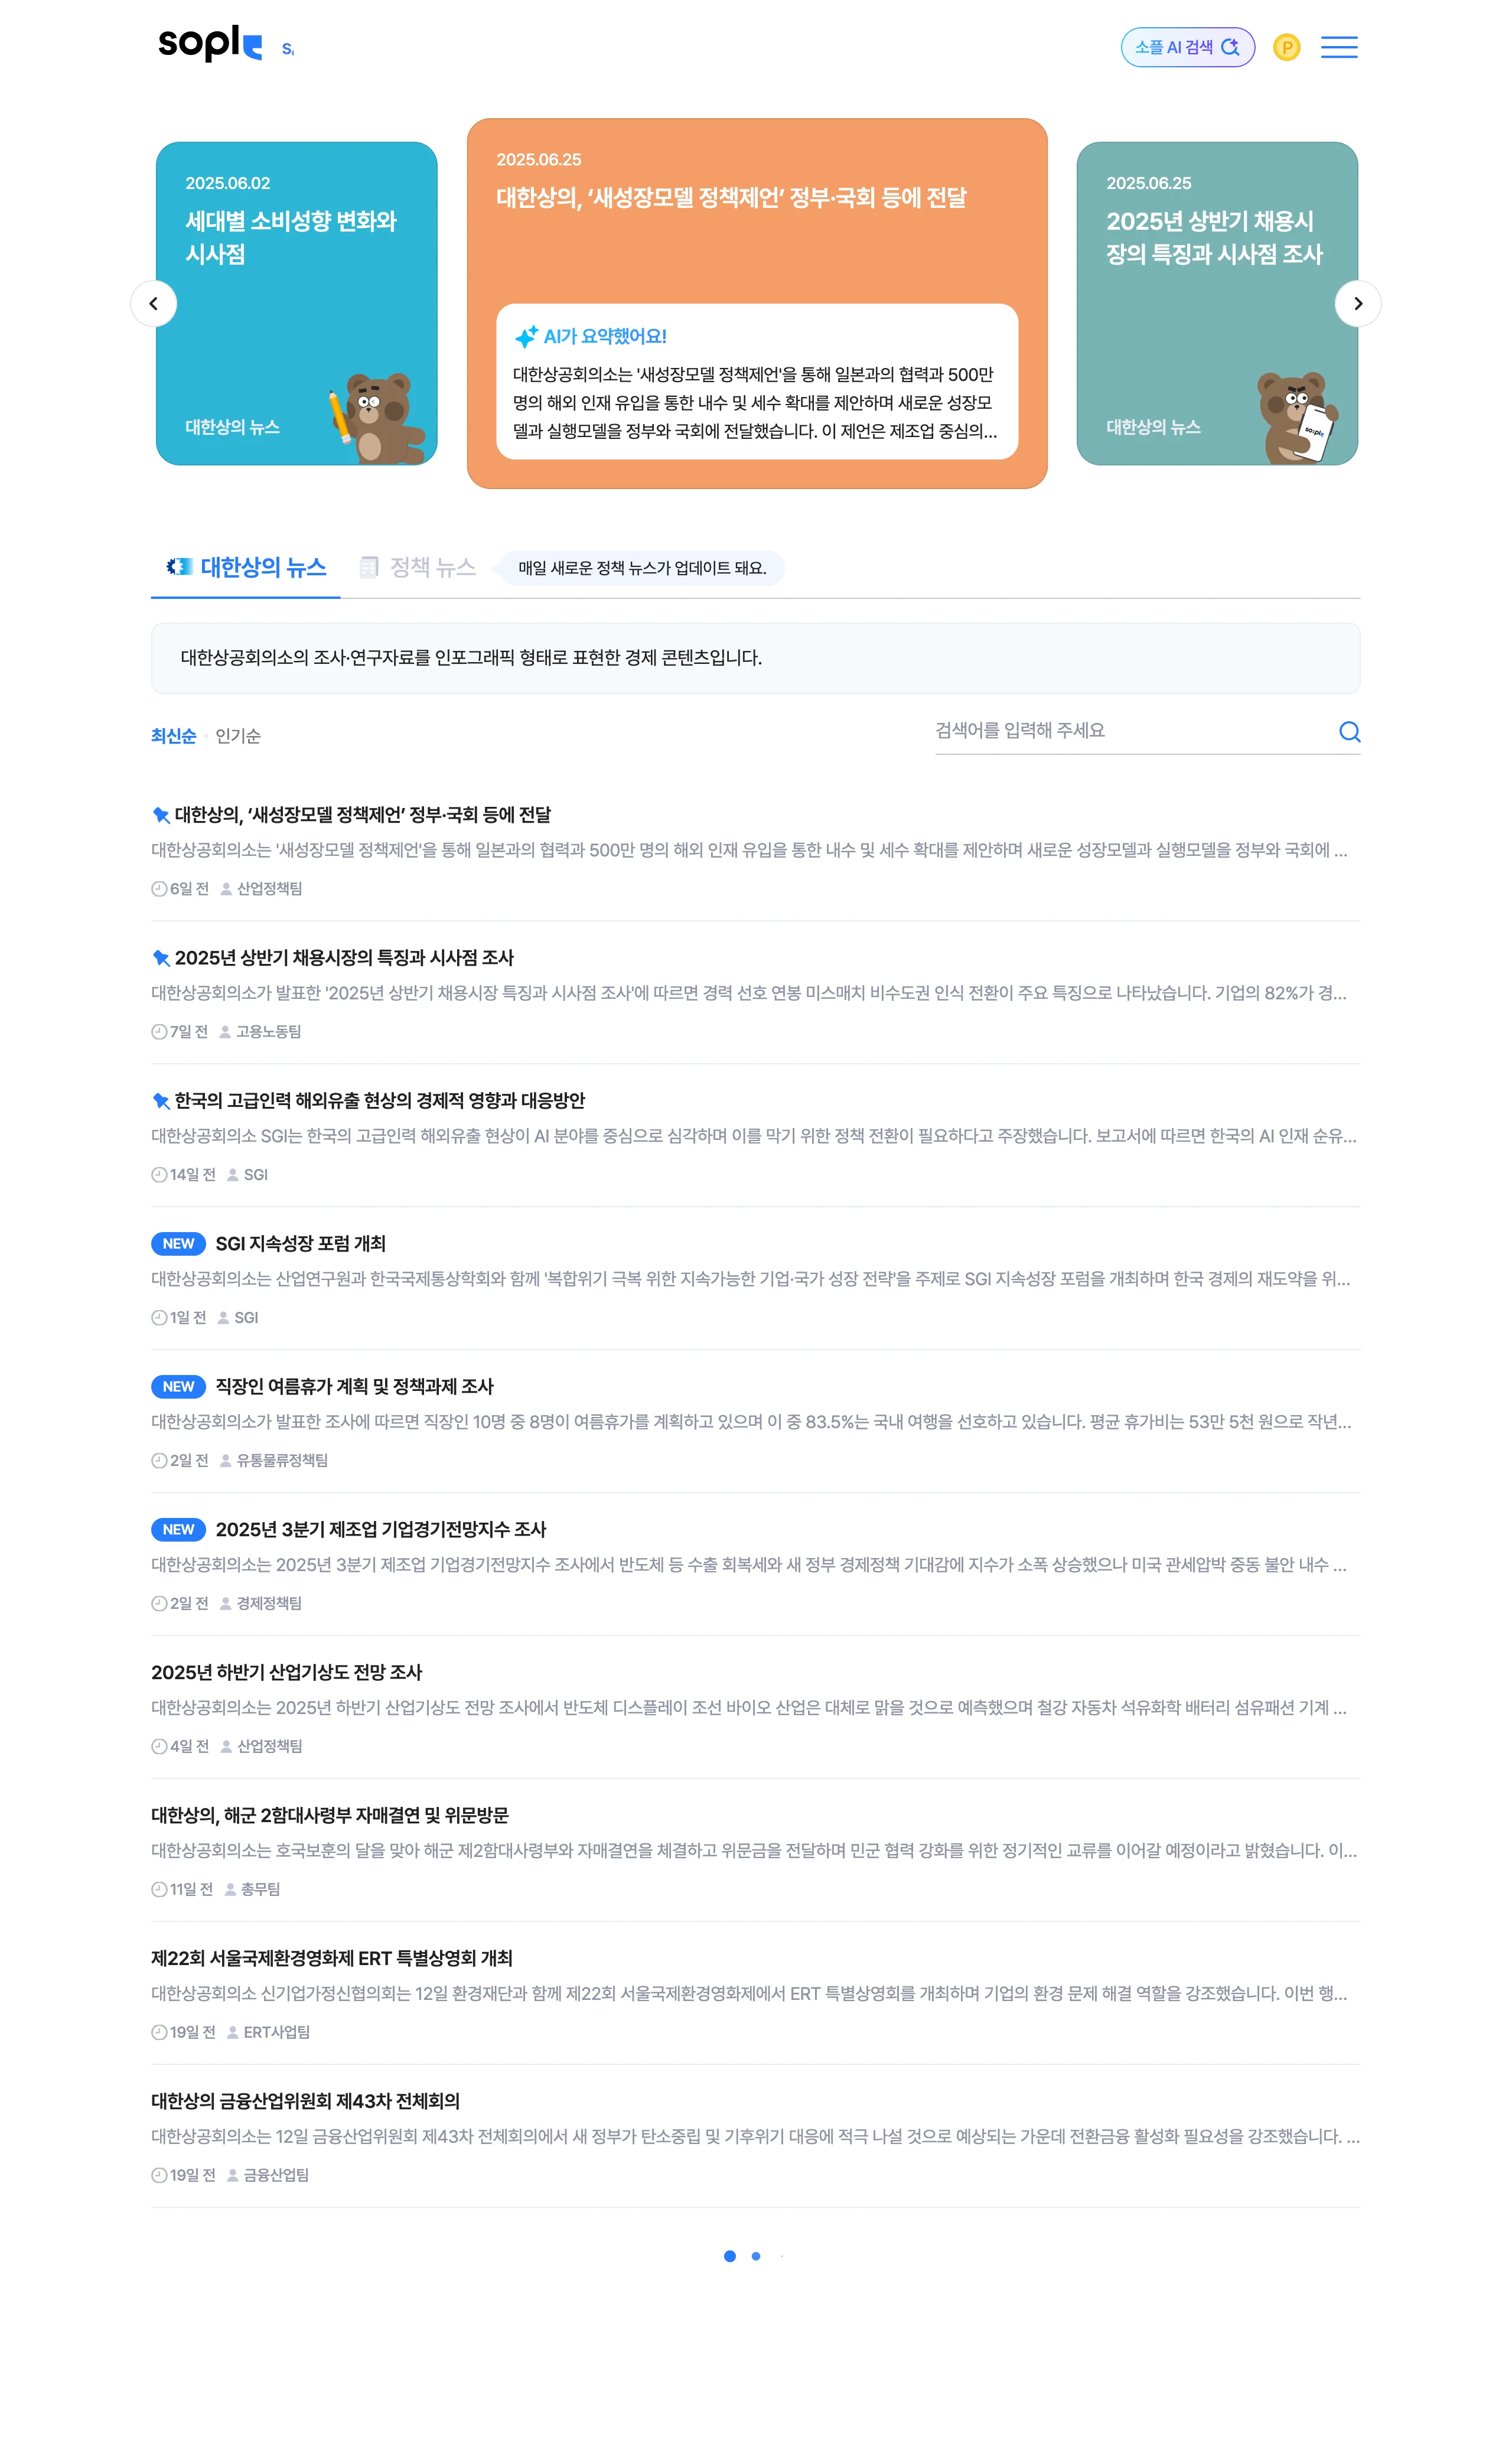 sople
소플 AI 검색
P
2025.06.02
세대별 소비성향 변화와
시사점
대한상의 뉴스
2025.06.25
대한상의, ‘새성장모델 정책제언’ 정부·국회 등에 전달
AI가 요약했어요!
대한상공회의소는 '새성장모델 정책제언'을 통해 일본과의 협력과 500만
명의 해외 인재 유입을 통한 내수 및 세수 확대를 제안하며 새로운 성장모
델과 실행모델을 정부와 국회에 전달했습니다. 이 제언은 제조업 중심의...
2025.06.25
2025년 상반기 채용시
장의 특징과 시사점 조사
대한상의 뉴스
대한상의 뉴스
정책 뉴스
매일 새로운 정책 뉴스가 업데이트 돼요.
대한상공회의소의 조사·연구자료를 인포그래픽 형태로 표현한 경제 콘텐츠입니다.
최신순 인기순
검색어를 입력해 주세요
대한상의, ‘새성장모델 정책제언’ 정부·국회 등에 전달
대한상공회의소는 '새성장모델 정책제언'을 통해 일본과의 협력과 500만 명의 해외 인재 유입을 통한 내수 및 세수 확대를 제안하며 새로운 성장모델과 실행모델을 정부와 국회에 ...
6일 전 산업정책팀
2025년 상반기 채용시장의 특징과 시사점 조사
대한상공회의소가 발표한 '2025년 상반기 채용시장 특징과 시사점 조사'에 따르면 경력 선호 연봉 미스매치 비수도권 인식 전환이 주요 특징으로 나타났습니다. 기업의 82%가 경...
7일 전 고용노동팀
한국의 고급인력 해외유출 현상의 경제적 영향과 대응방안
대한상공회의소 SGI는 한국의 고급인력 해외유출 현상이 AI 분야를 중심으로 심각하며 이를 막기 위한 정책 전환이 필요하다고 주장했습니다. 보고서에 따르면 한국의 AI 인재 순유...
14일 전 SGI
NEW SGI 지속성장 포럼 개최
대한상공회의소는 산업연구원과 한국국제통상학회와 함께 '복합위기 극복 위한 지속가능한 기업·국가 성장 전략'을 주제로 SGI 지속성장 포럼을 개최하며 한국 경제의 재도약을 위...
1일 전 SGI
NEW 직장인 여름휴가 계획 및 정책과제 조사
대한상공회의소가 발표한 조사에 따르면 직장인 10명 중 8명이 여름휴가를 계획하고 있으며 이 중 83.5%는 국내 여행을 선호하고 있습니다. 평균 휴가비는 53만 5천 원으로 작년...
2일 전 유통물류정책팀
NEW 2025년 3분기 제조업 기업경기전망지수 조사
대한상공회의소는 2025년 3분기 제조업 기업경기전망지수 조사에서 반도체 등 수출 회복세와 새 정부 경제정책 기대감에 지수가 소폭 상승했으나 미국 관세압박 중동 불안 내수 ...
2일 전 경제정책팀
2025년 하반기 산업기상도 전망 조사
대한상공회의소는 2025년 하반기 산업기상도 전망 조사에서 반도체 디스플레이 조선 바이오 산업은 대체로 맑을 것으로 예측했으며 철강 자동차 석유화학 배터리 섬유패션 기계 ...
4일 전 산업정책팀
대한상의, 해군 2함대사령부 자매결연 및 위문방문
대한상공회의소는 호국보훈의 달을 맞아 해군 제2함대사령부와 자매결연을 체결하고 위문금을 전달하며 민군 협력 강화를 위한 정기적인 교류를 이어갈 예정이라고 밝혔습니다. 이...
11일 전 총무팀
제22회 서울국제환경영화제 ERT 특별상영회 개최
대한상공회의소 신기업가정신협의회는 12일 환경재단과 함께 제22회 서울국제환경영화제에서 ERT 특별상영회를 개최하며 기업의 환경 문제 해결 역할을 강조했습니다. 이번 행...
19일 전 ERT사업팀
대한상의 금융산업위원회 제43차 전체회의
대한상공회의소는 12일 금융산업위원회 제43차 전체회의에서 새 정부가 탄소중립 및 기후위기 대응에 적극 나설 것으로 예상되는 가운데 전환금융 활성화 필요성을 강조했습니다. ...
19일 전 금융산업팀